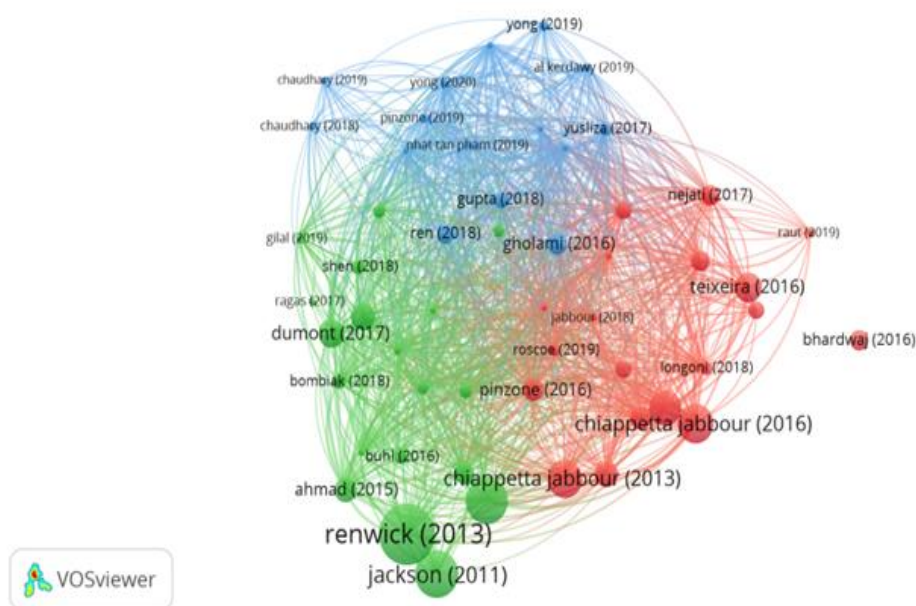 yong (2019)
al kerdawy (2019)
chaudhary (2019)
yong (2020)
pinzone (2019)
chaudhary (2018)
yusliza (2017)
nhat tan pham (2019)
nejati (2017)
gupta (2018)
ren (2018)
raut (2019)
gilal (2019)
gholami (2016)
shen (2018)
teixeira (2016)
ragas (2017)
jabbour (2018)
dumont (2017)
bhardwaj (2016)
roscoe (2019)
longoni (2018)
bombiak (2018)
pinzone (2016)
chiappetta jabbour (2016)
buhl (2016)
chiappetta jabbour (2013)
ahmad (2015)
renwick (2013)
jackson (2011)
VOSviewer